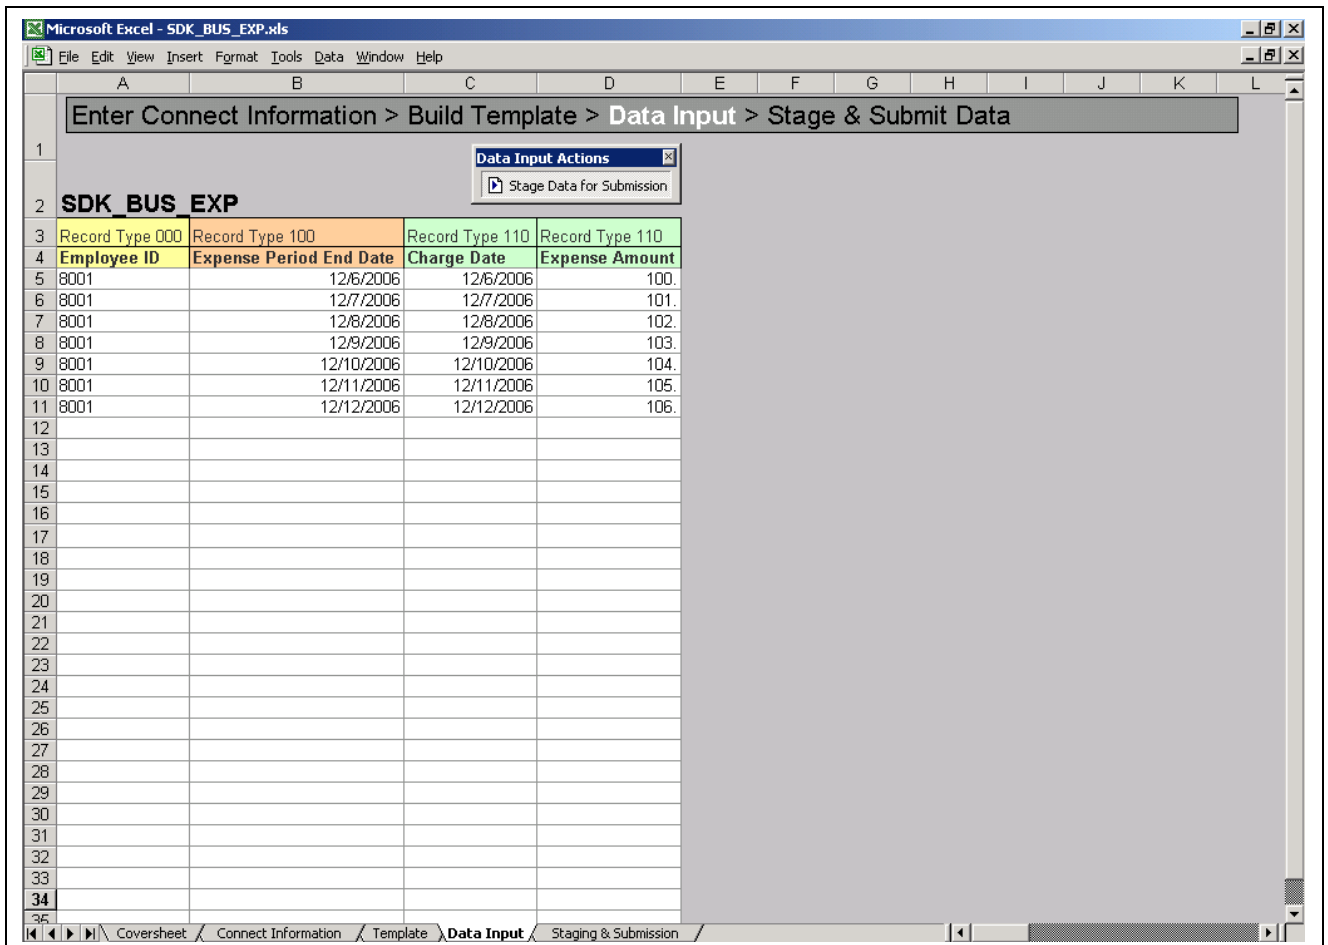 Microsoft Excel - SDK_BUS_EXP.xls
File Edit View Insert Format Tools Data Window Help
A B C D E F G H I J K L
1 Enter Connect Information > Build Template > Data Input > Stage & Submit Data
Data Input Actions
Stage Data for Submission
2 SDK_BUS_EXP
3 Record Type 000 Record Type 100 Record Type 110 Record Type 110
4 Employee ID Expense Period End Date Charge Date Expense Amount
5 8001 12/6/2006 12/6/2006 100.
6 8001 12/7/2006 12/7/2006 101.
7 8001 12/8/2006 12/8/2006 102.
8 8001 12/9/2006 12/9/2006 103.
9 8001 12/10/2006 12/10/2006 104.
10 8001 12/11/2006 12/11/2006 105.
11 8001 12/12/2006 12/12/2006 106.
12
13
14
15
16
17
18
19
20
21
22
23
24
25
26
27
28
29
30
31
32
33
34
35
Coversheet Connect Information Template Data Input Staging & Submission